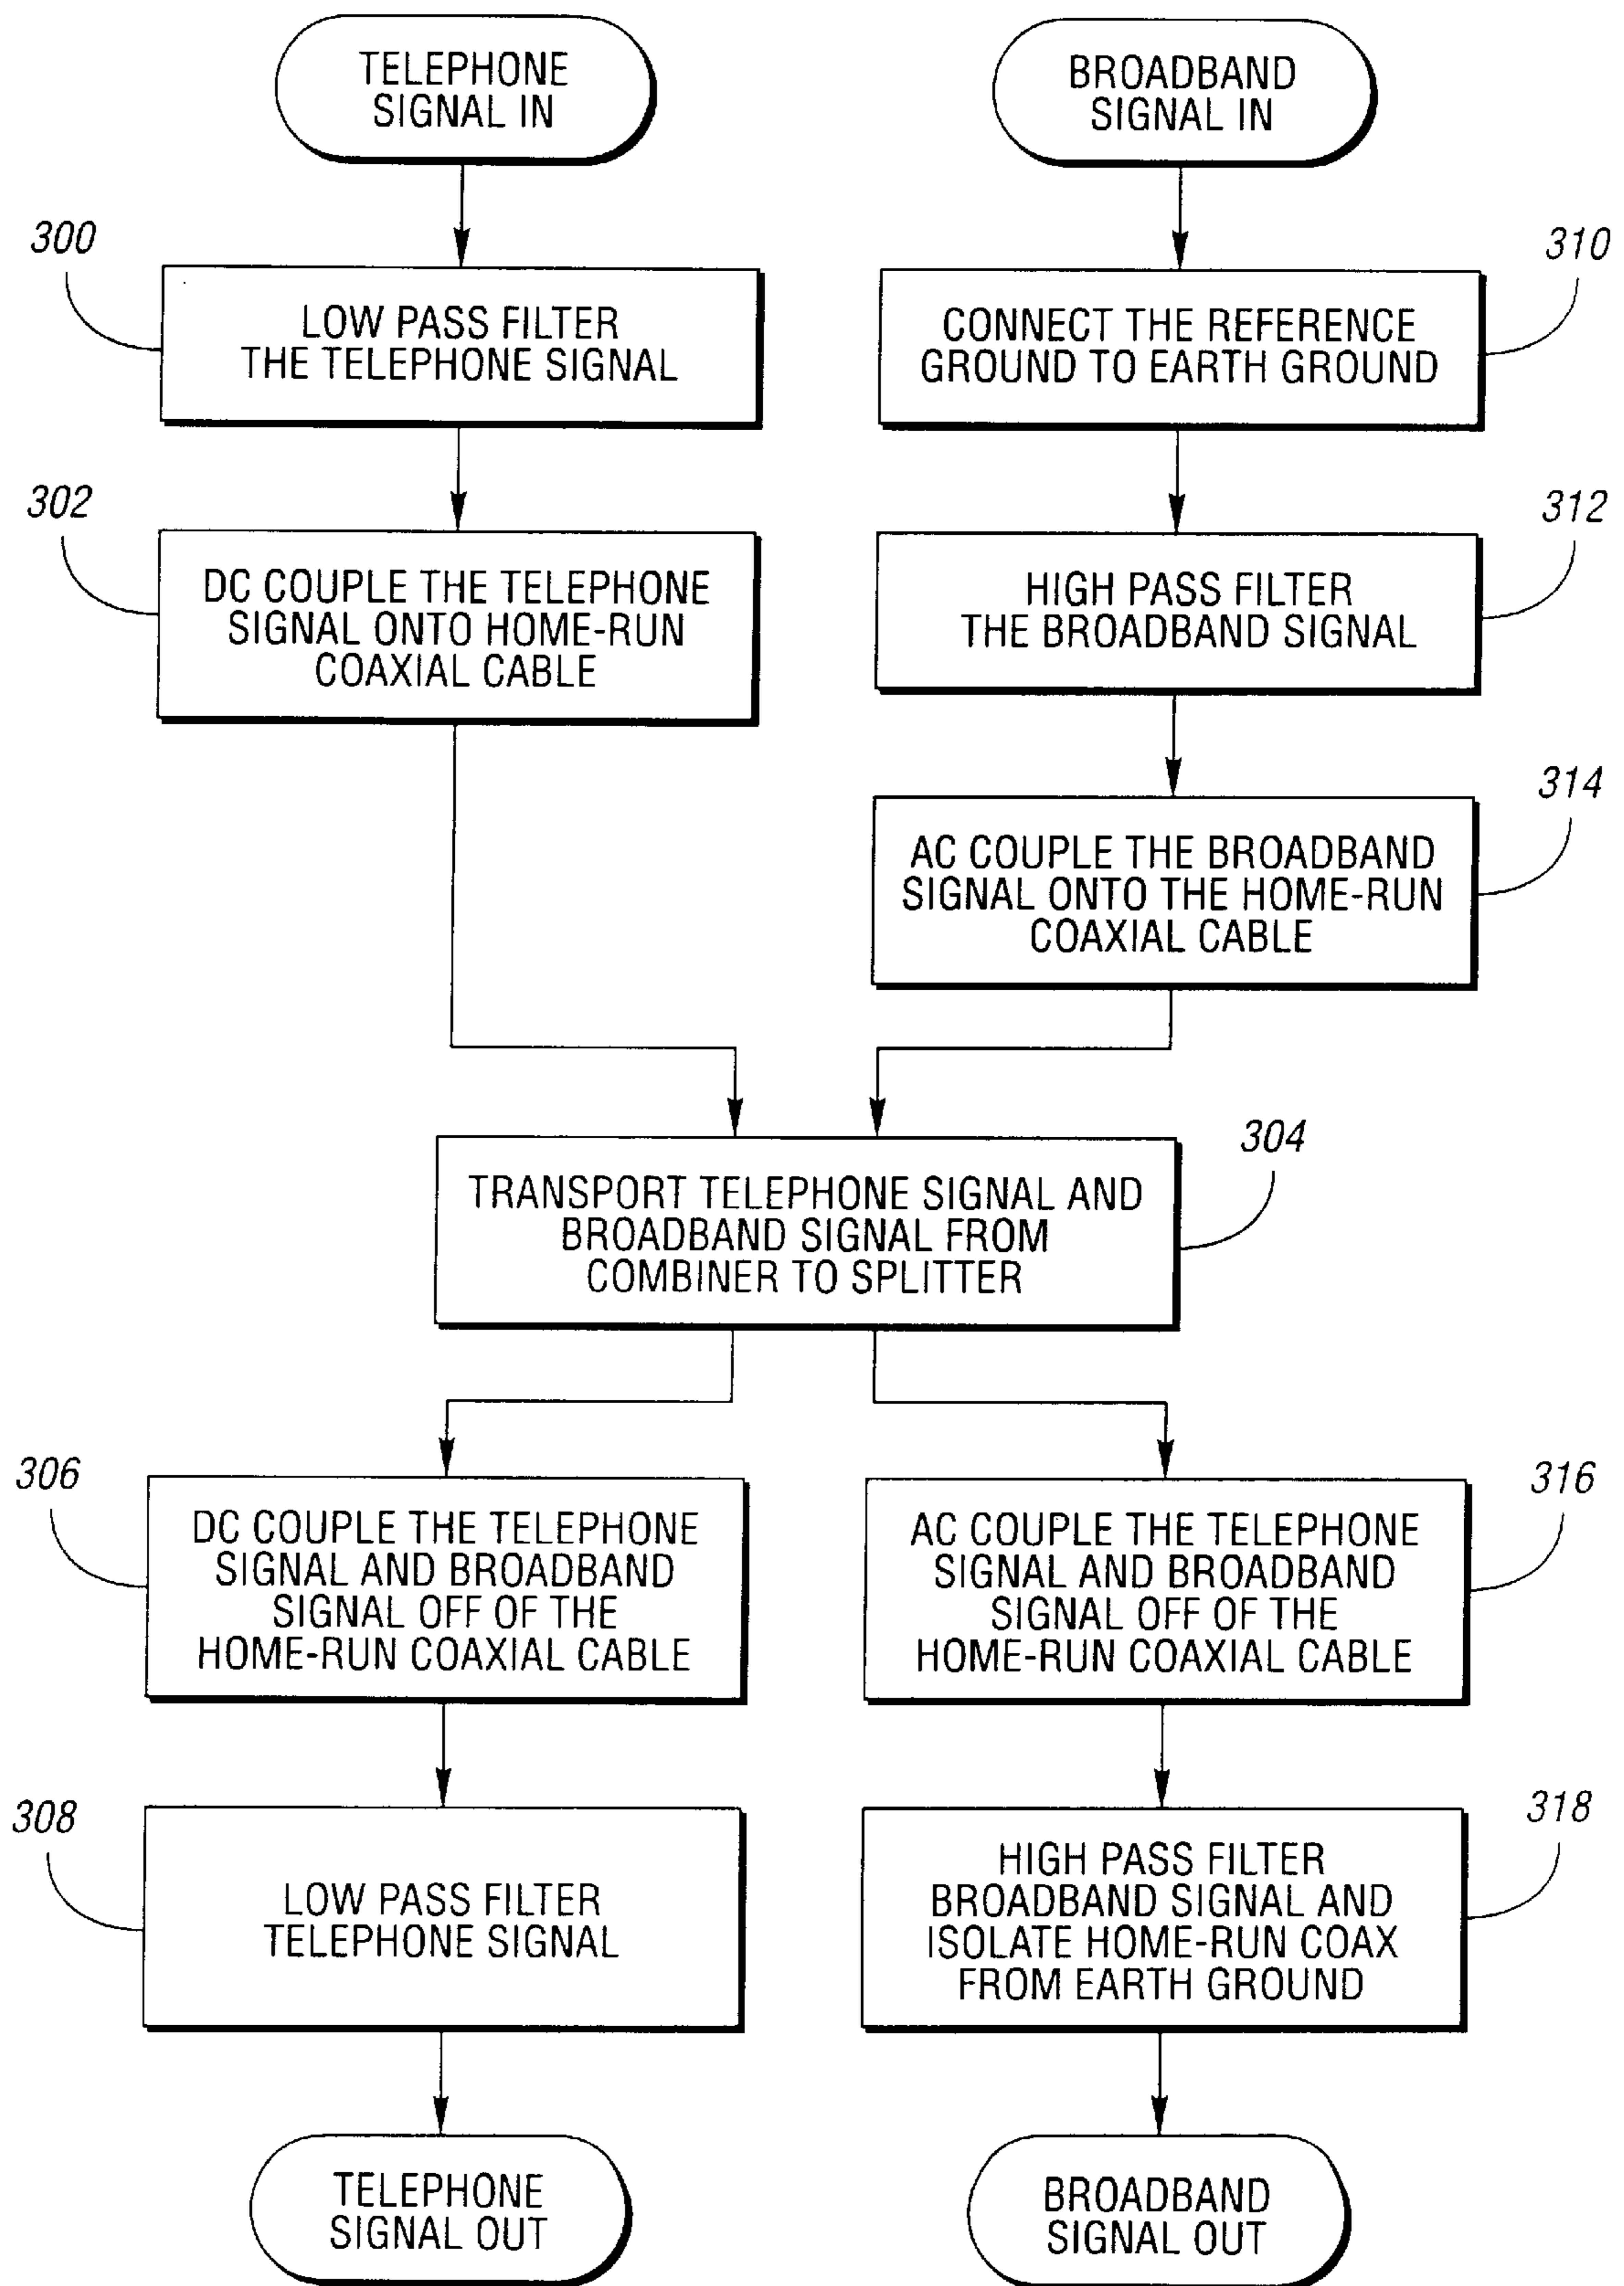 TELEPHONE
SIGNAL IN
BROADBAND
SIGNAL IN
300
LOW PASS FILTER
THE TELEPHONE SIGNAL
310
CONNECT THE REFERENCE
GROUND TO EARTH GROUND
302
DC COUPLE THE TELEPHONE
SIGNAL ONTO HOME-RUN
COAXIAL CABLE
312
HIGH PASS FILTER
THE BROADBAND SIGNAL
314
AC COUPLE THE BROADBAND
SIGNAL ONTO THE HOME-RUN
COAXIAL CABLE
304
TRANSPORT TELEPHONE SIGNAL AND
BROADBAND SIGNAL FROM
COMBINER TO SPLITTER
306
DC COUPLE THE TELEPHONE
SIGNAL AND BROADBAND
SIGNAL OFF OF THE
HOME-RUN COAXIAL CABLE
316
AC COUPLE THE TELEPHONE
SIGNAL AND BROADBAND
SIGNAL OFF OF THE
HOME-RUN COAXIAL CABLE
308
LOW PASS FILTER
TELEPHONE SIGNAL
318
HIGH PASS FILTER
BROADBAND SIGNAL AND
ISOLATE HOME-RUN COAX
FROM EARTH GROUND
TELEPHONE
SIGNAL OUT
BROADBAND
SIGNAL OUT